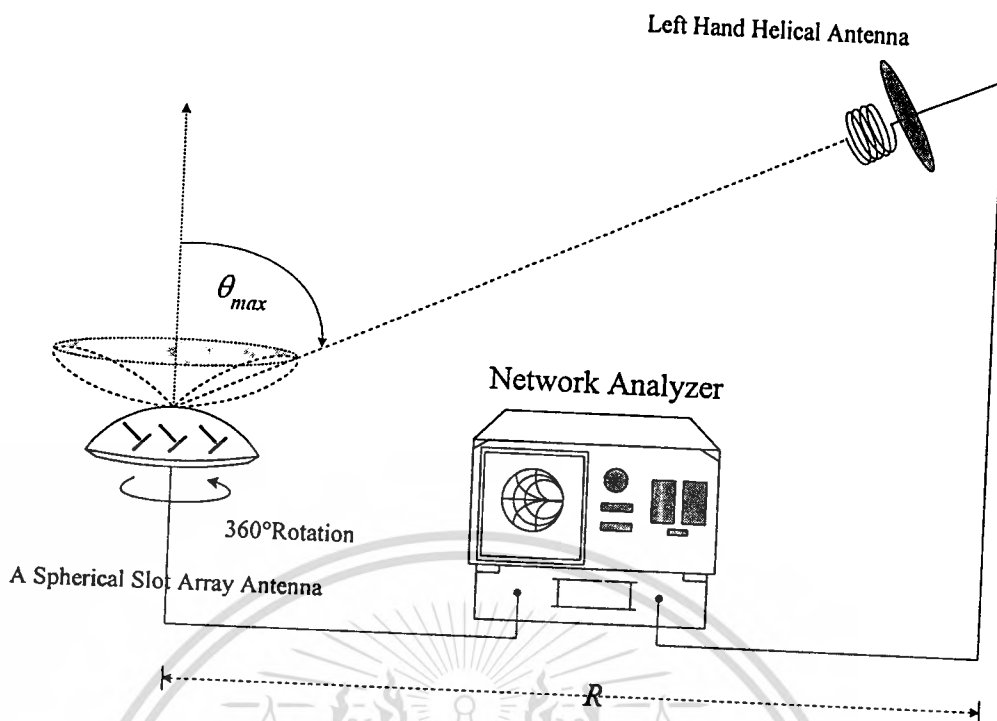 Left Hand Helical Antenna
θmax
Network Analyzer
360°Rotation
A Spherical Slot Array Antenna
R